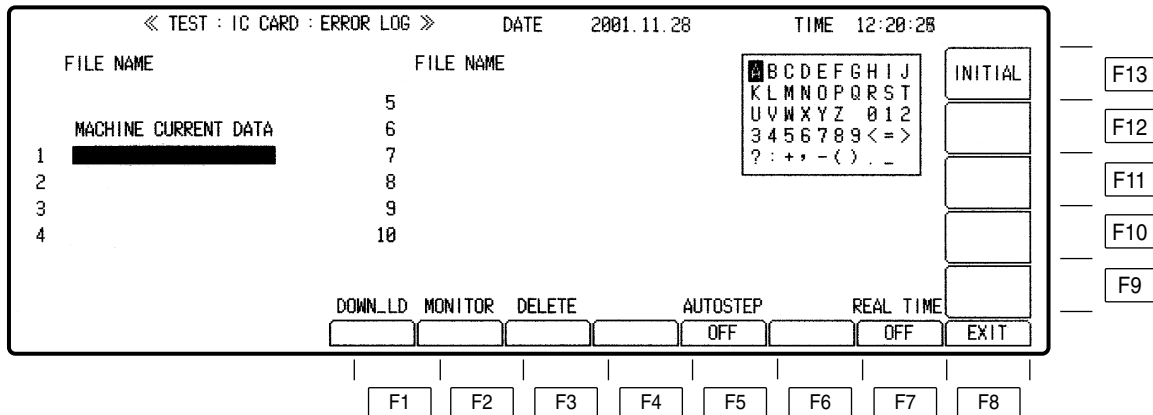 ≪ TEST : IC CARD : ERROR LOG ≫ DATE 2001.11.28 TIME 12:20:28
FILE NAME FILE NAME
MACHINE CURRENT DATA
1
2
3
4
5
6
7
8
9
10
A B C D E F G H I J
K L M N O P Q R S T
U V W X Y Z 0 1 2
3 4 5 6 7 8 9 < = >
? : + , - ( ) . _
INITIAL
F13
F12
F11
F10
F9
DOWN_LD MONITOR DELETE AUTOSTEP REAL TIME
OFF OFF EXIT
F1 F2 F3 F4 F5 F6 F7 F8